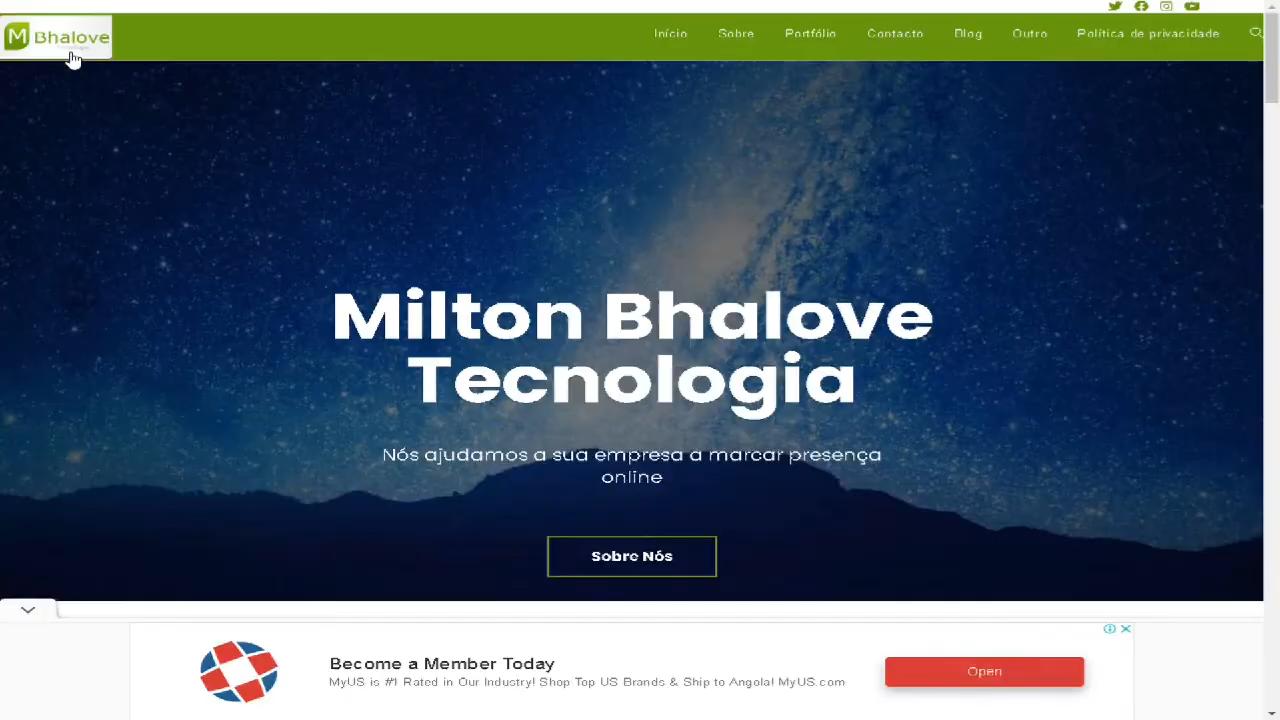 M Bhalove
Início Sobre Portfólio Contacto Blog Outro Política de privacidade
Milton Bhalove
Tecnologia
Nós ajudamos a sua empresa a marcar presença
online
Sobre Nós
Become a Member Today
MyUS is #1 Rated in Our Industry! Shop Top US Brands & Ship to Angola! MyUS.com
Open